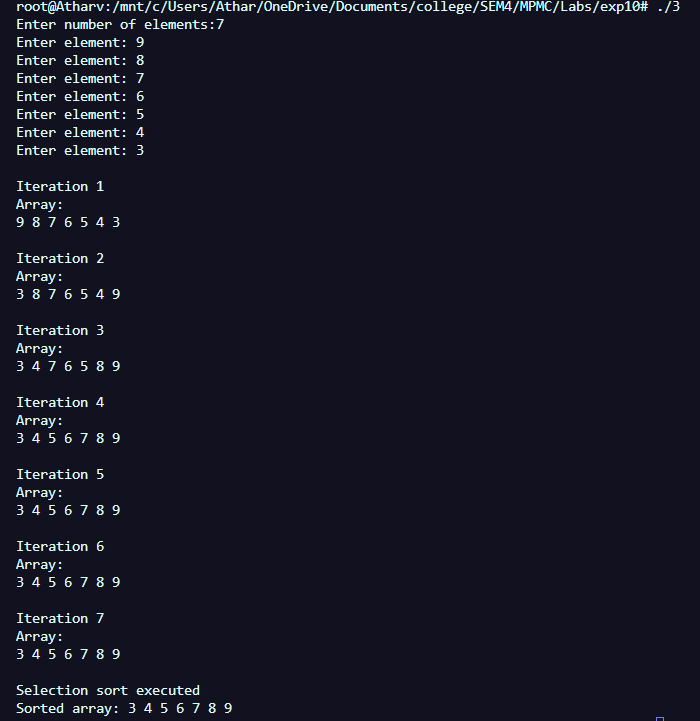 root@Atharv:/mnt/c/Users/Athar/OneDrive/Documents/college/SEM4/MPMC/Labs/exp10# ./3
Enter number of elements:7
Enter element: 9
Enter element: 8
Enter element: 7
Enter element: 6
Enter element: 5
Enter element: 4
Enter element: 3
Iteration 1
Array:
9 8 7 6 5 4 3
Iteration 2
Array:
3 8 7 6 5 4 9
Iteration 3
Array:
3 4 7 6 5 8 9
Iteration 4
Array:
3 4 5 6 7 8 9
Iteration 5
Array:
3 4 5 6 7 8 9
Iteration 6
Array:
3 4 5 6 7 8 9
Iteration 7
Array:
3 4 5 6 7 8 9
Selection sort executed
Sorted array: 3 4 5 6 7 8 9